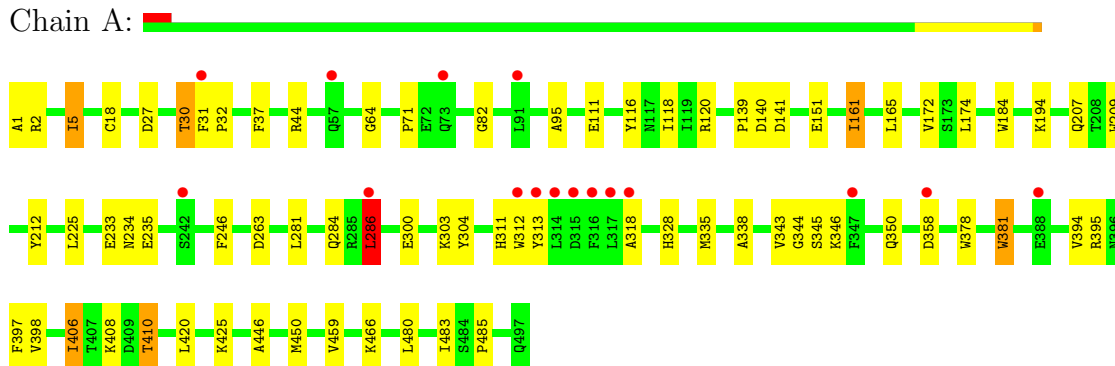 Chain A:
A1 R2 I5 C18 D27 T30 F31 P32 F37 R44 Q57 G64 P71 E72 Q73 G82 L91 A95 E111 Y116 N117 I118 I119 R120 P139 D140 D141 E151 I161 L165 V172 S173 L174 W184 K194 Q207 T208
Y212 L225 E233 N234 E235 S242 F246 D263 L281 Q284 R285 L286 E300 K303 Y304 H311 W312 Y313 L314 D315 F316 L317 A318 H328 M335 A338 V343 G344 S345 K346 F347 Q350 D358 W378 W381 E388 V394 R395 N396
F397 V398 I406 T407 K408 D409 T410 L420 K425 A446 M450 V459 K466 L480 I483 S484 P485 Q497